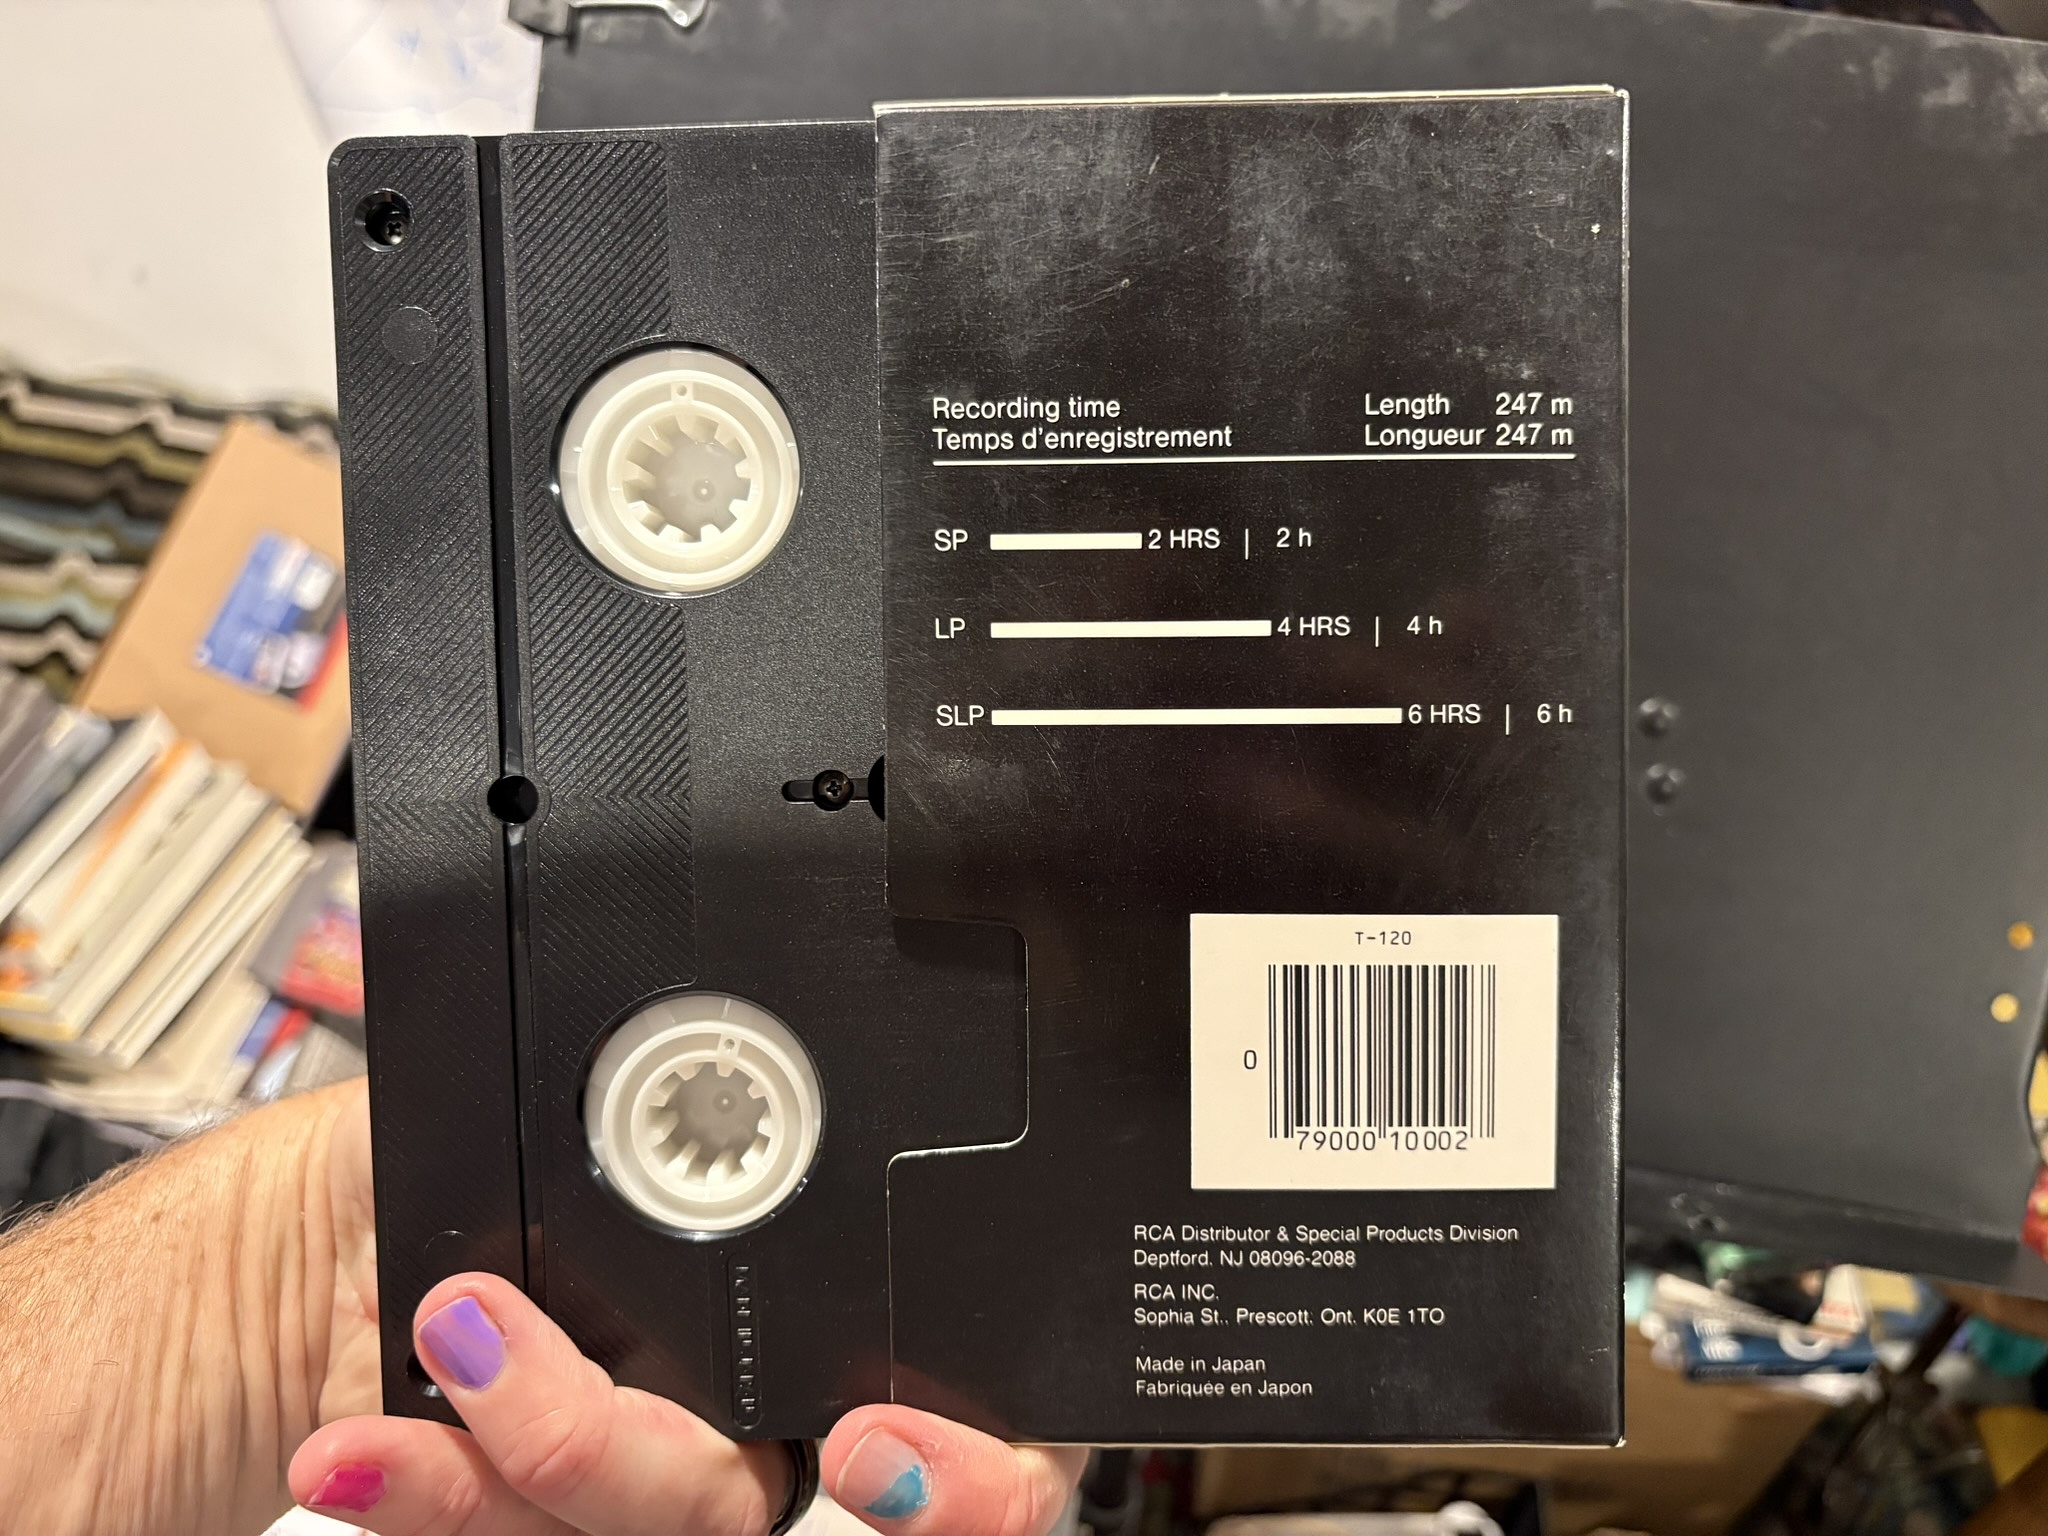 Recording time Length 247 m
Temps d'enregistrement Longueur 247 m
SP 2 HRS | 2 h
LP 4 HRS | 4 h
SLP 6 HRS | 6 h
T-120
0 79000 10002
RCA Distributor & Special Products Division
Deptford, NJ 08096-2088
RCA INC.
Sophia St., Prescott, Ont. K0E 1TO
Made in Japan
Fabriquée en Japon